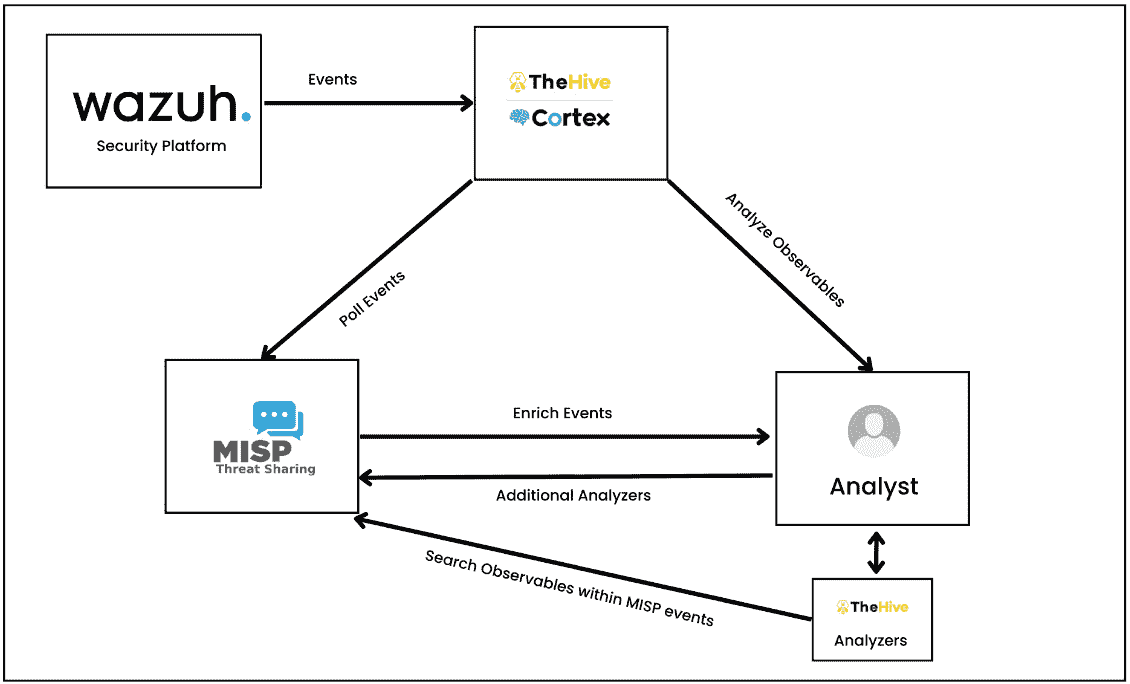 wazuh.
Security Platform
Events
TheHive
Cortex
Analyze Observables
Poll Events
MISP
Threat Sharing
Enrich Events
Additional Analyzers
Analyst
Search Observables within MISP events
TheHive
Analyzers